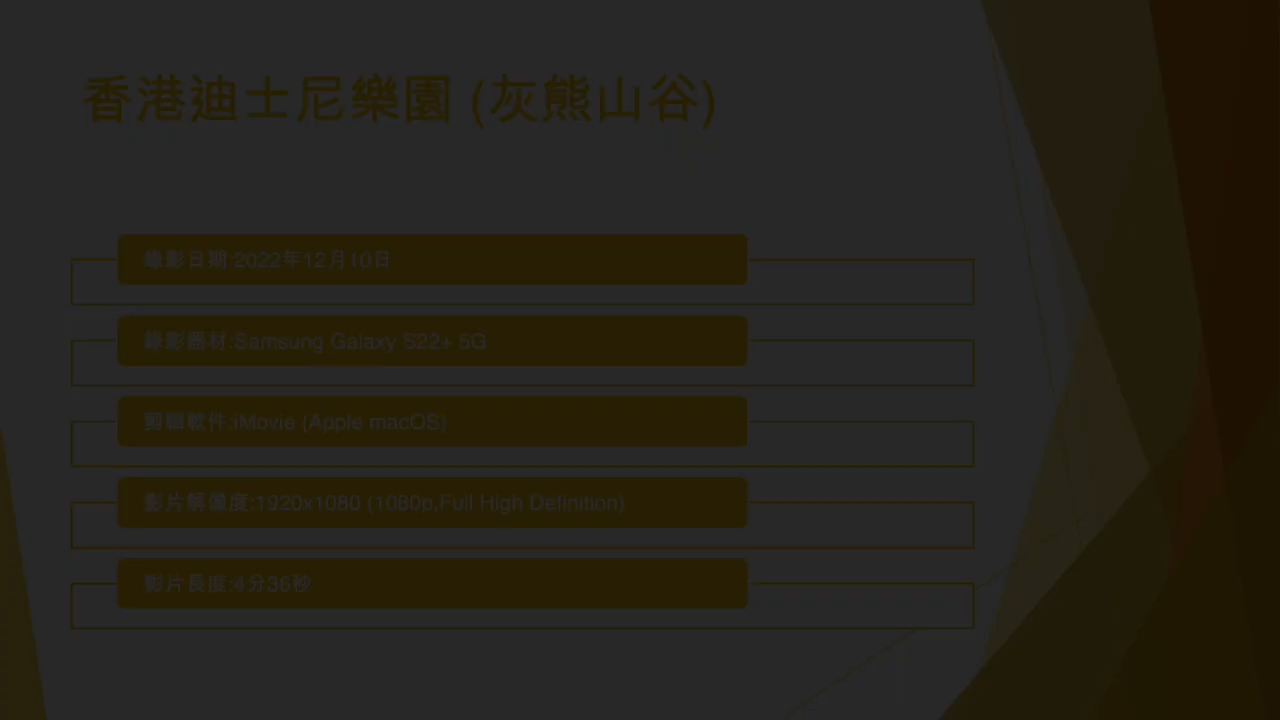 香港迪士尼樂園 (灰熊山谷)
錄影日期:2022年12月10日
錄影器材:Samsung Galaxy S22+ 5G
剪輯軟件:iMovie (Apple macOS)
影片解像度:1920x1080 (1080p,Full High Definition)
影片長度:4分36秒